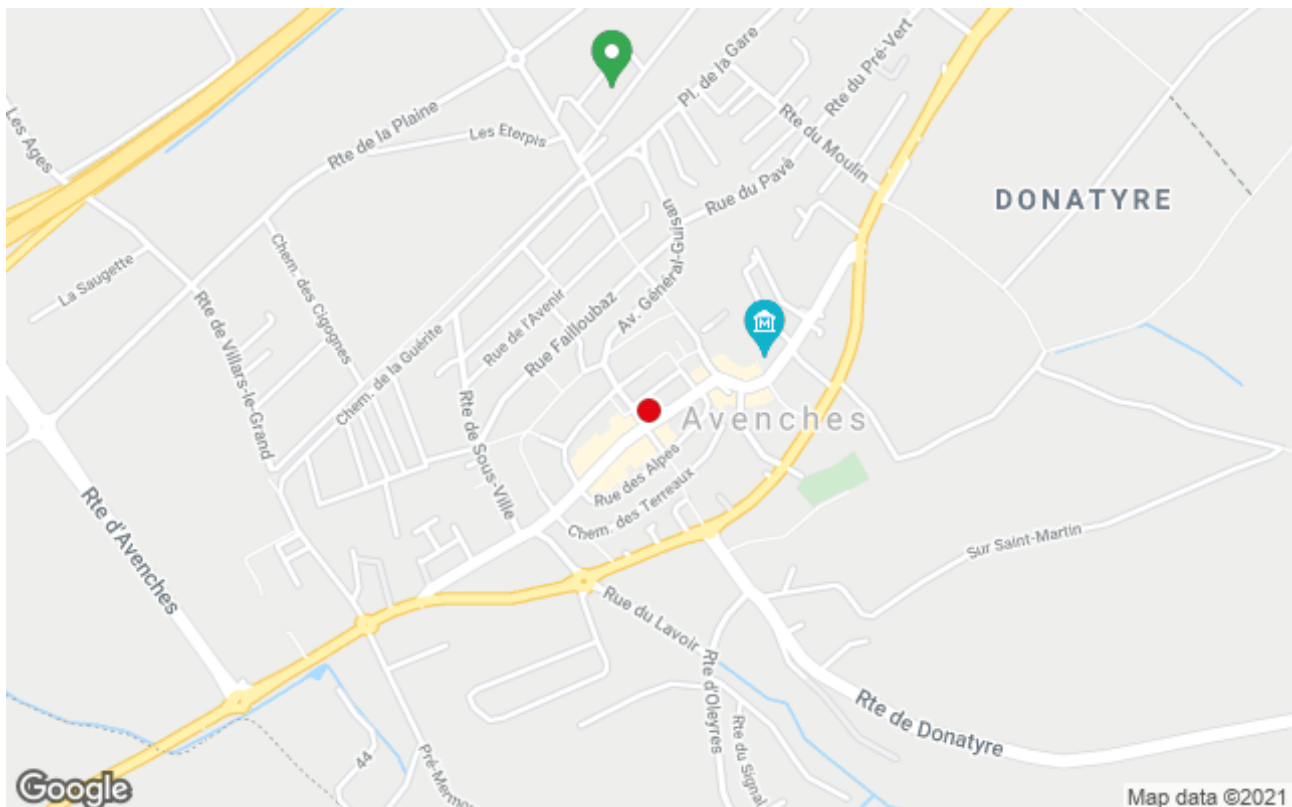 Pl. de la Gare
Rte du Pré-Vert
Les Ages
Rte de la Plaine
Les Eterpis
Rte du Moulin
Rue du Pavé
DONATYRE
Av. Général-Guisan
La Saugette
Chem. des Cigognes
Rte de Villars-le-Grand
Rue de l'Avenir
Rue Failloubaz
Chem. de la Guérite
M
Rte de Sous-Ville
Avenches
Rue des Alpes
Chem. des Terreaux
Rte d'Avenches
Sur Saint-Martin
Rue du Lavoir
Rte d'Oleyres
Rte de Donatyre
Rte du Signal
44
Pré-Mermo
Google
Map data ©2021